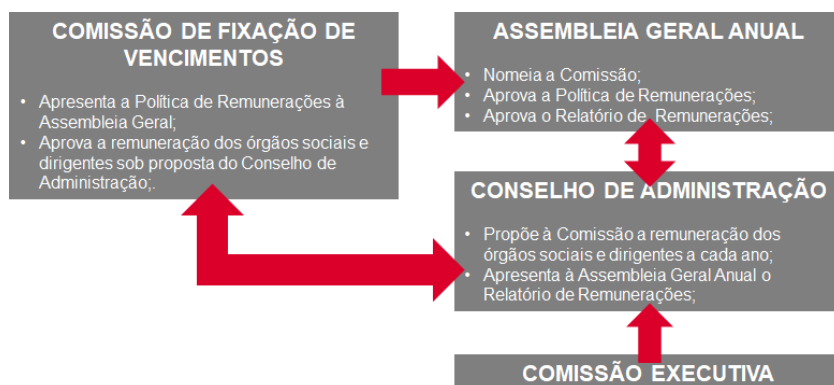 COMISSÃO DE FIXAÇÃO DE
VENCIMENTOS
• Apresenta a Política de Remunerações à
Assembleia Geral;
• Aprova a remuneração dos órgãos sociais e
dirigentes sob proposta do Conselho de
Administração;.
ASSEMBLEIA GERAL ANUAL
• Nomeia a Comissão;
• Aprova a Política de Remunerações;
• Aprova o Relatório de Remunerações;
CONSELHO DE ADMINISTRAÇÃO
• Propõe à Comissão a remuneração dos
órgãos sociais e dirigentes a cada ano;
• Apresenta à Assembleia Geral Anual o
Relatório de Remunerações;
COMISSÃO EXECUTIVA